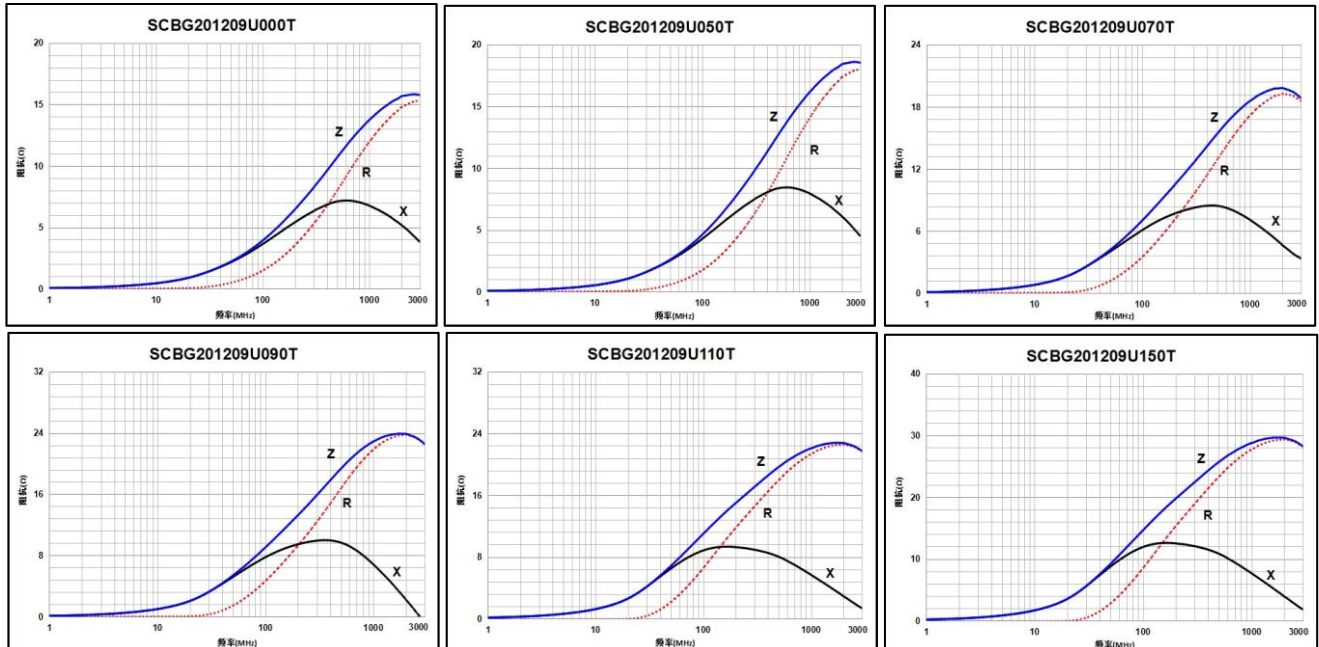 SCBG201209U000T
20
15
10
5
0
1
10
100
1000
3000
阻抗(Ω)
频率(MHz)
Z
R
X
SCBG201209U050T
20
15
10
5
0
1
10
100
1000
3000
阻抗(Ω)
频率(MHz)
Z
R
X
SCBG201209U070T
24
18
12
6
0
1
10
100
1000
3000
阻抗(Ω)
频率(MHz)
Z
R
X
SCBG201209U090T
32
24
16
8
0
1
10
100
1000
3000
阻抗(Ω)
频率(MHz)
Z
R
X
SCBG201209U110T
32
24
16
8
0
1
10
100
1000
3000
阻抗(Ω)
频率(MHz)
Z
R
X
SCBG201209U150T
40
30
20
10
0
1
10
100
1000
3000
阻抗(Ω)
频率(MHz)
Z
R
X